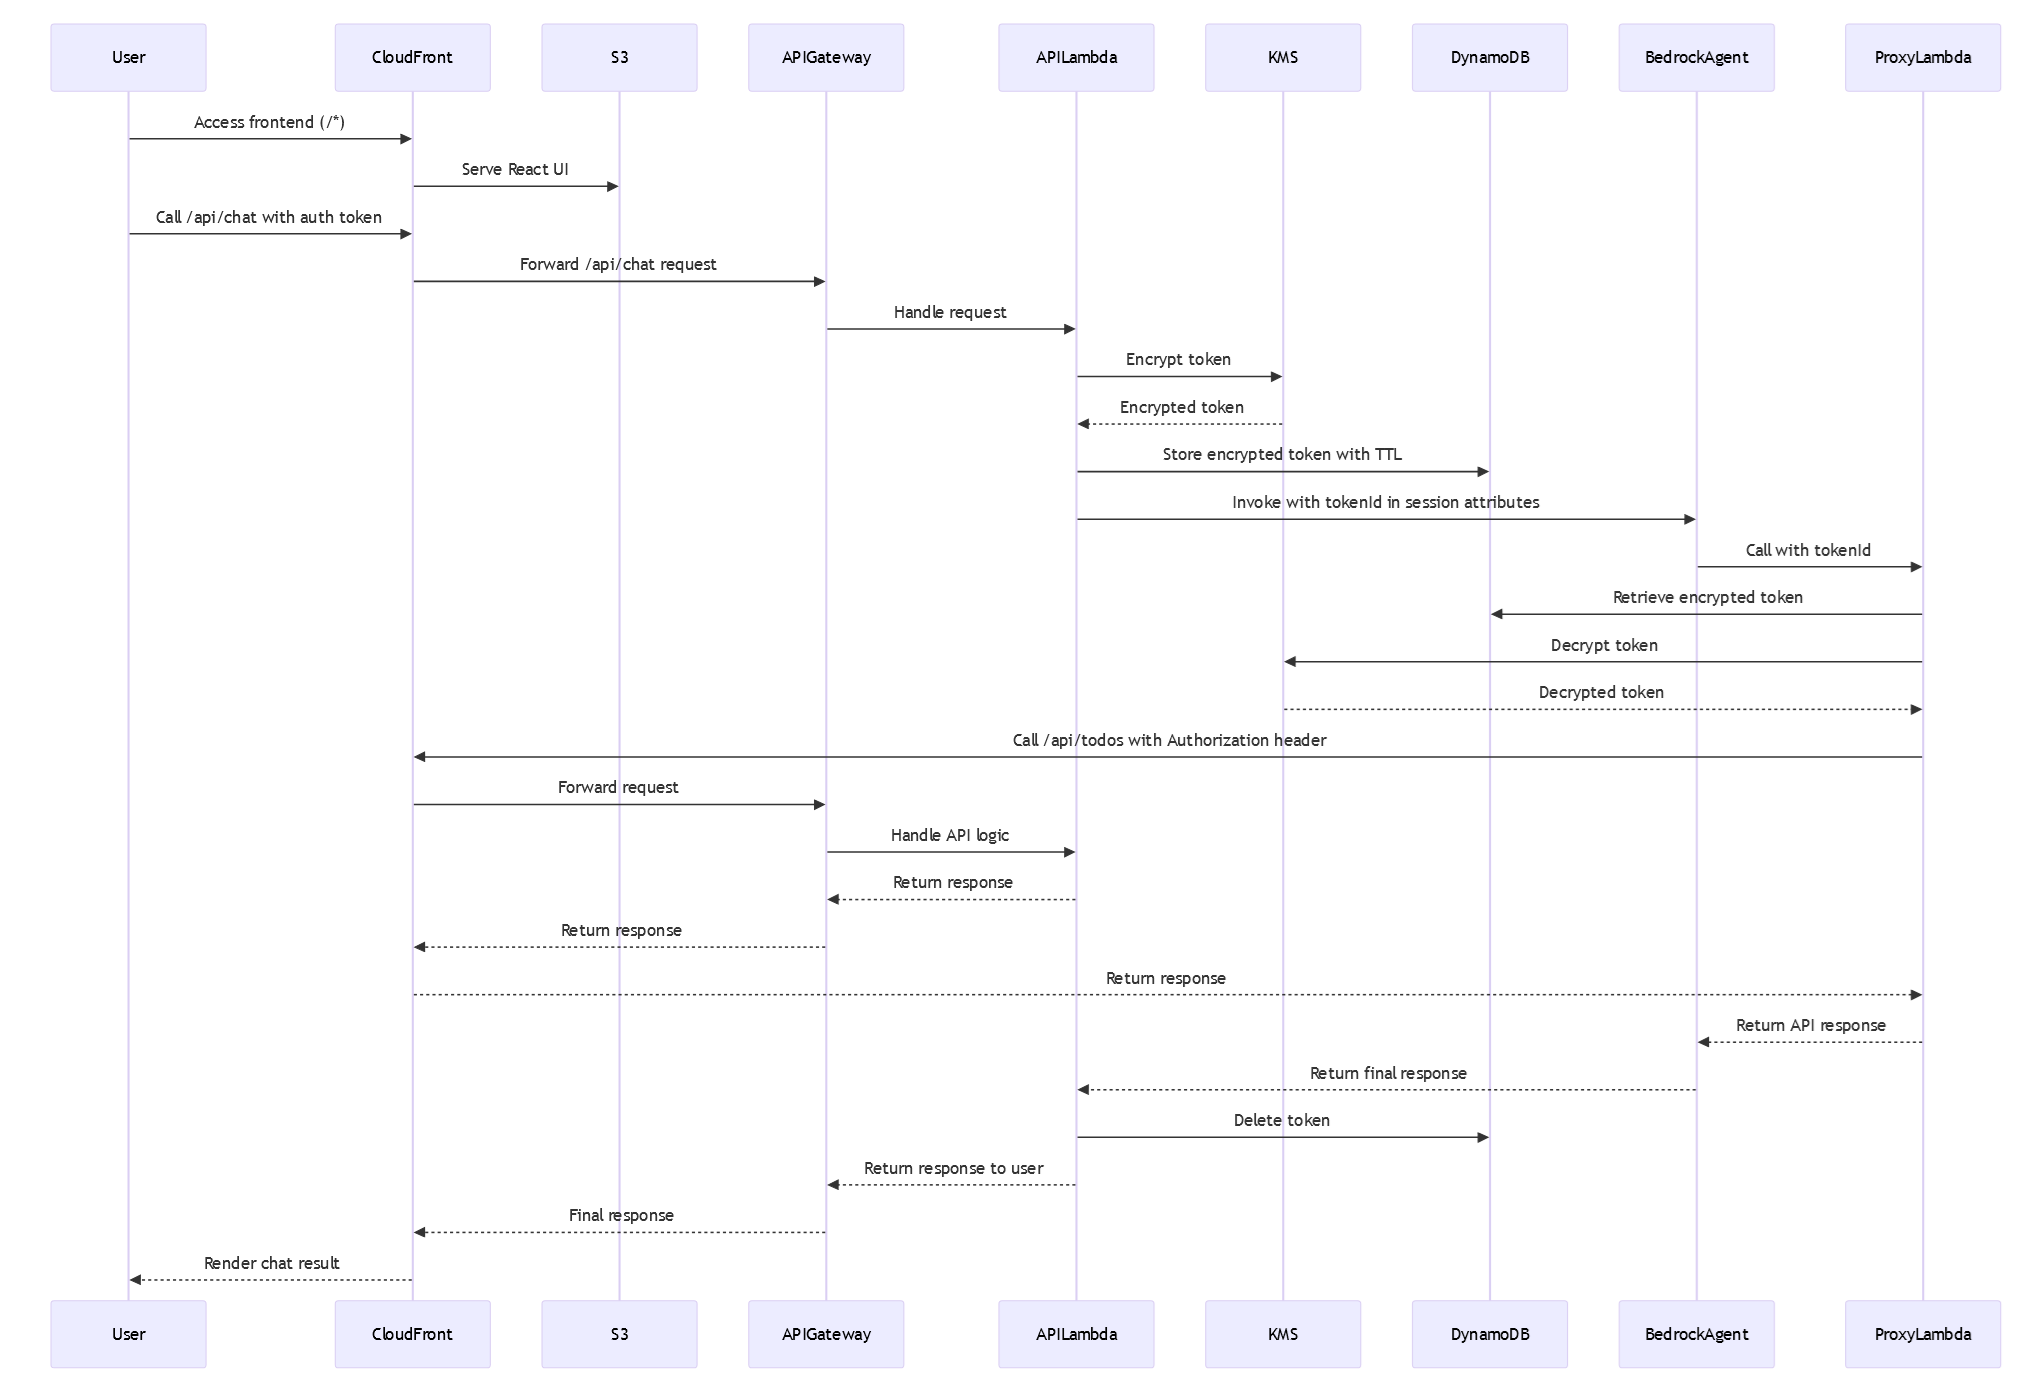 User
CloudFront
S3
APIGateway
APILambda
KMS
DynamoDB
BedrockAgent
ProxyLambda
Access frontend (/*)
Serve React UI
Call /api/chat with auth token
Forward /api/chat request
Handle request
Encrypt token
Encrypted token
Store encrypted token with TTL
Invoke with tokenId in session attributes
Call with tokenId
Retrieve encrypted token
Decrypt token
Decrypted token
Call /api/todos with Authorization header
Forward request
Handle API logic
Return response
Return response
Return response
Return API response
Return final response
Delete token
Return response to user
Final response
Render chat result
User
CloudFront
S3
APIGateway
APILambda
KMS
DynamoDB
BedrockAgent
ProxyLambda